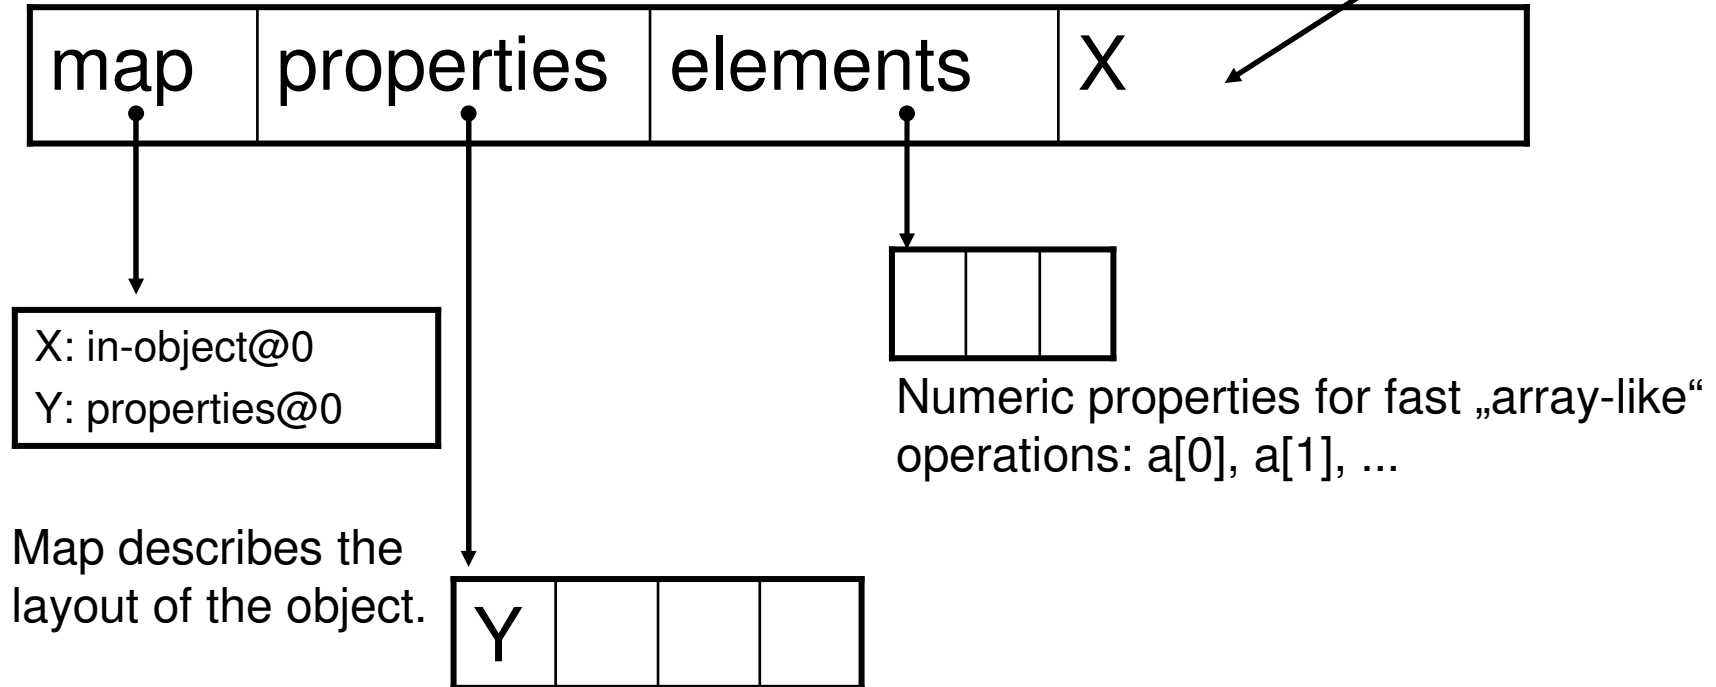 map properties elements X
X: in-object@0
Y: properties@0
Numeric properties for fast „array-like“
operations: a[0], a[1], ...
Map describes the
layout of the object.
Y